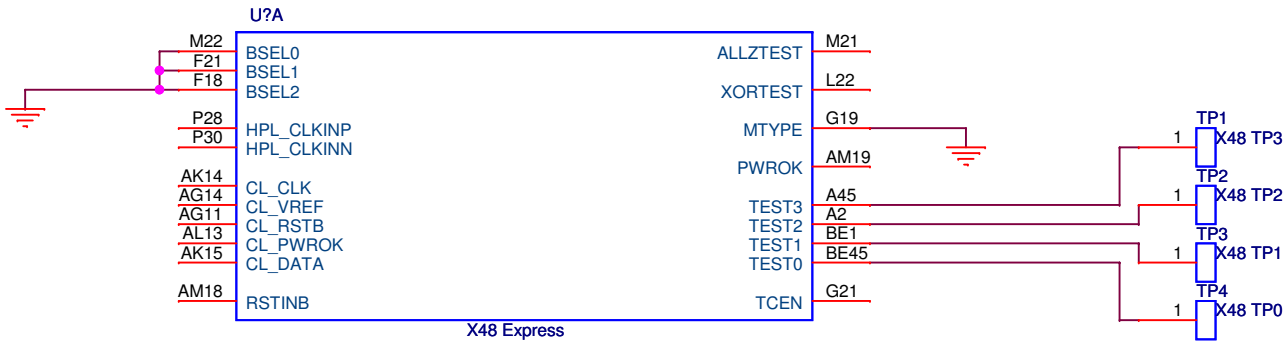 U?A
M22 BSEL0 ALLZTEST M21
F21 BSEL1
F18 BSEL2 XORTEST L22
P28 HPL_CLKINP MTYPE G19
P30 HPL_CLKINN
TP1
1 X48 TP3
PWROK AM19
AK14 CL_CLK
AG14 CL_VREF TEST3 A45
TP2
1 X48 TP2
AG11 CL_RSTB TEST2 A2
AL13 CL_PWROK TEST1 BE1
TP3
1 X48 TP1
AK15 CL_DATA TEST0 BE45
AM18 RSTINB TCEN G21
TP4
1 X48 TP0
X48 Express